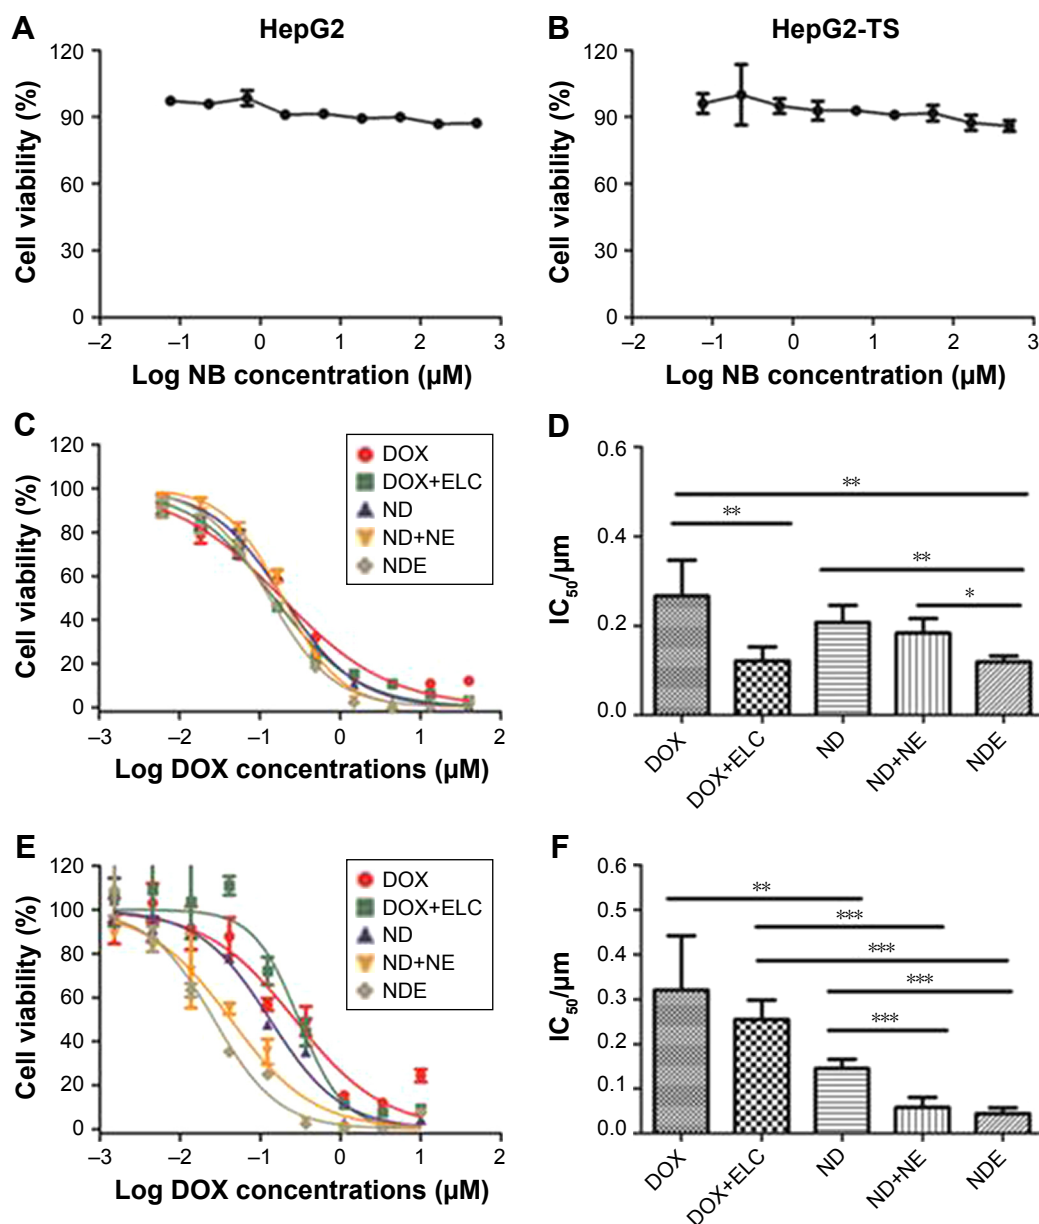 A
HepG2
120
90
60
30
0
Cell viability (%)
–2
–1
0
1
2
3
Log NB concentration (µM)
B
HepG2-TS
120
90
60
30
0
Cell viability (%)
–2
–1
0
1
2
3
Log NB concentration (µM)
C
120
100
80
60
40
20
0
Cell viability (%)
DOX
DOX+ELC
ND
ND+NE
NDE
–3
–2
–1
0
1
2
Log DOX concentrations (µM)
D
0.6
0.4
0.2
0.0
IC50/µm
**
**
**
*
DOX
DOX+ELC
ND
ND+NE
NDE
E
120
100
80
60
40
20
0
Cell viability (%)
DOX
DOX+ELC
ND
ND+NE
NDE
–3
–2
–1
0
1
2
Log DOX concentrations (µM)
F
0.6
0.5
0.4
0.3
0.2
0.1
0.0
IC50/µm
**
***
***
***
***
DOX
DOX+ELC
ND
ND+NE
NDE